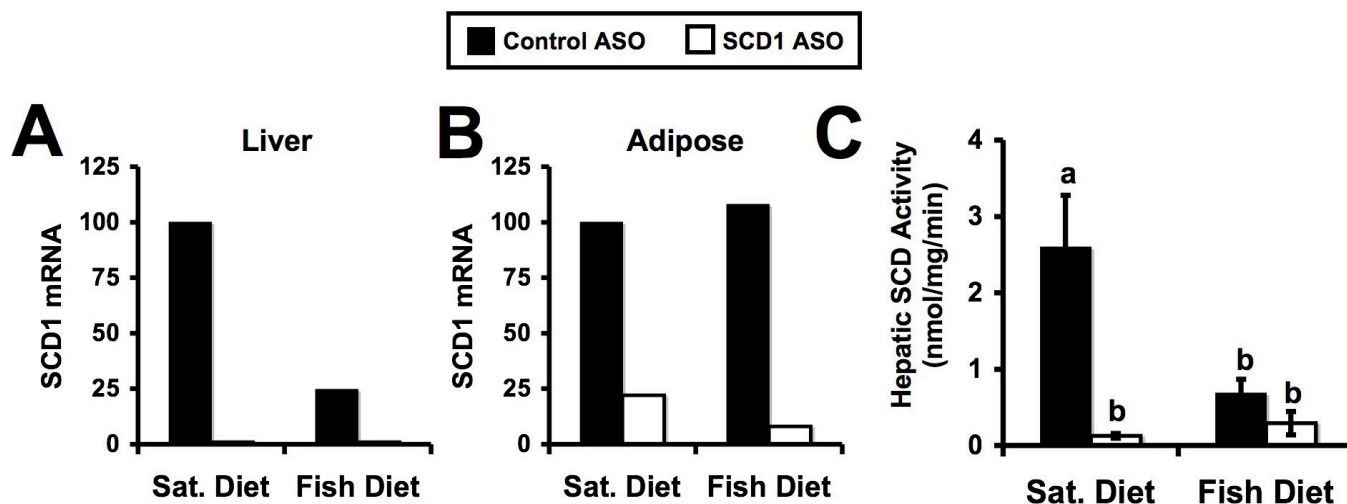 Control ASO SCD1 ASO
A
Liver
SCD1 mRNA
125
100
75
50
25
0
Sat. Diet Fish Diet
B
Adipose
SCD1 mRNA
125
100
75
50
25
0
Sat. Diet Fish Diet
C
Hepatic SCD Activity
(nmol/mg/min)
4
3
2
1
0
a
b
b
b
Sat. Diet Fish Diet